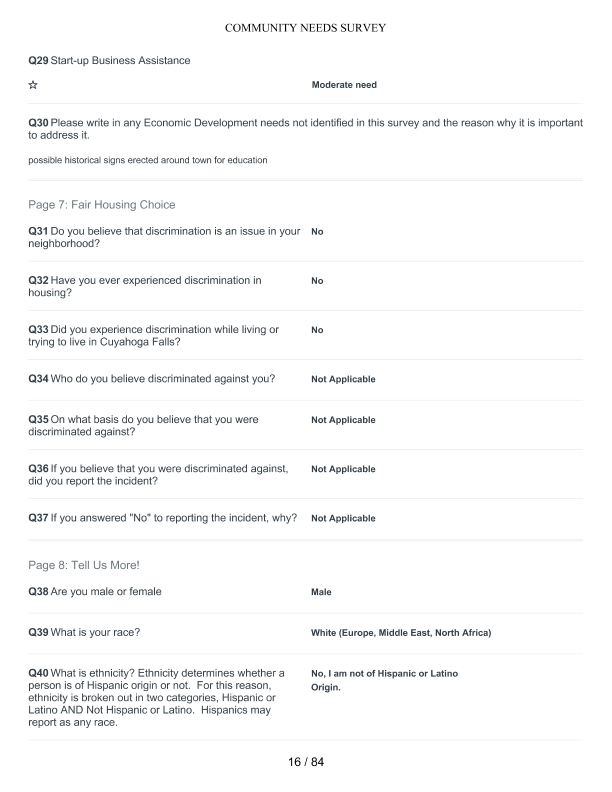 COMMUNITY NEEDS SURVEY
Q29 Start-up Business Assistance
☆ Moderate need
Q30 Please write in any Economic Development needs not identified in this survey and the reason why it is important
to address it.
possible historical signs erected around town for education
Page 7: Fair Housing Choice
Q31 Do you believe that discrimination is an issue in your No
neighborhood?
Q32 Have you ever experienced discrimination in No
housing?
Q33 Did you experience discrimination while living or No
trying to live in Cuyahoga Falls?
Q34 Who do you believe discriminated against you? Not Applicable
Q35 On what basis do you believe that you were Not Applicable
discriminated against?
Q36 If you believe that you were discriminated against, Not Applicable
did you report the incident?
Q37 If you answered "No" to reporting the incident, why? Not Applicable
Page 8: Tell Us More!
Q38 Are you male or female Male
Q39 What is your race? White (Europe, Middle East, North Africa)
Q40 What is ethnicity? Ethnicity determines whether a No, I am not of Hispanic or Latino
person is of Hispanic origin or not.  For this reason, Origin.
ethnicity is broken out in two categories, Hispanic or
Latino AND Not Hispanic or Latino.  Hispanics may
report as any race.
16 / 84